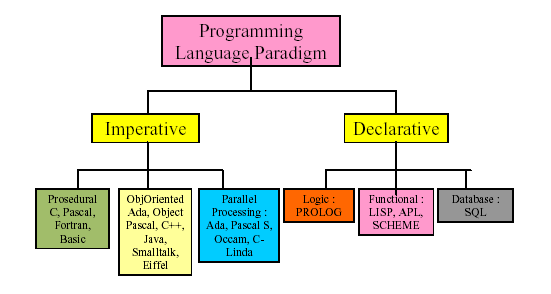 Programming
Language Paradigm
Imperative
Declarative
Prosedural
C, Pascal,
Fortran,
Basic
ObjOriented
Ada, Object
Pascal, C++,
Java,
Smalltalk,
Eiffel
Parallel
Processing :
Ada, Pascal S,
Occam, C-
Linda
Logic :
PROLOG
Functional :
LISP, APL,
SCHEME
Database :
SQL